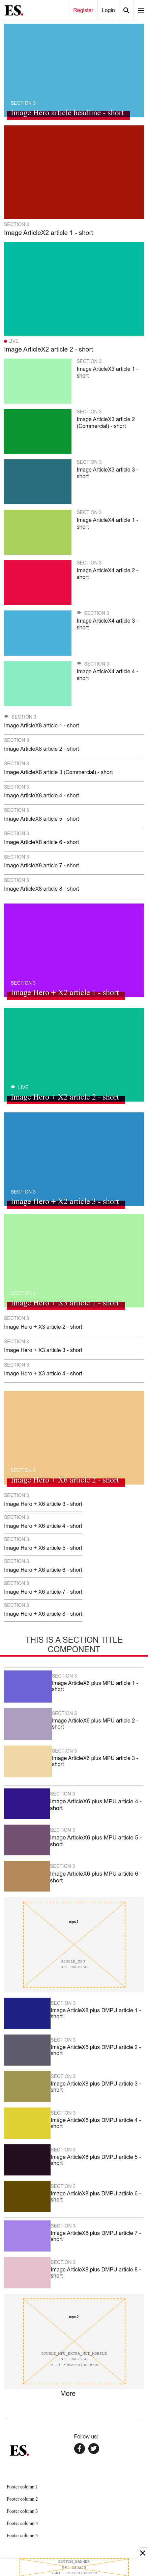 ES.
Register
Login
SECTION 3
Image Hero article headline - short
SECTION 3
Image ArticleX2 article 1 - short
LIVE
Image ArticleX2 article 2 - short
SECTION 3
Image ArticleX3 article 1 -
short
SECTION 3
Image ArticleX3 article 2
(Commercial) - short
SECTION 3
Image ArticleX3 article 3 -
short
SECTION 3
Image ArticleX4 article 1 -
short
SECTION 3
Image ArticleX4 article 2 -
short
SECTION 3
Image ArticleX4 article 3 -
short
SECTION 3
Image ArticleX4 article 4 -
short
SECTION 3
Image ArticleX8 article 1 - short
SECTION 3
Image ArticleX8 article 2 - short
SECTION 3
Image ArticleX8 article 3 (Commercial) - short
SECTION 3
Image ArticleX8 article 4 - short
SECTION 3
Image ArticleX8 article 5 - short
SECTION 3
Image ArticleX8 article 6 - short
SECTION 3
Image ArticleX8 article 7 - short
SECTION 3
Image ArticleX8 article 8 - short
SECTION 3
Image Hero + X2 article 1 - short
LIVE
Image Hero + X2 article 2 - short
SECTION 3
Image Hero + X2 article 3 - short
SECTION 3
Image Hero + X3 article 1 - short
SECTION 3
Image Hero + X3 article 2 - short
SECTION 3
Image Hero + X3 article 3 - short
SECTION 3
Image Hero + X3 article 4 - short
SECTION 3
Image Hero + X6 article 2 - short
SECTION 3
Image Hero + X6 article 3 - short
SECTION 3
Image Hero + X6 article 4 - short
SECTION 3
Image Hero + X6 article 5 - short
SECTION 3
Image Hero + X6 article 6 - short
SECTION 3
Image Hero + X6 article 7 - short
SECTION 3
Image Hero + X6 article 8 - short
THIS IS A SECTION TITLE
COMPONENT
SECTION 3
Image ArticleX6 plus MPU article 1 -
short
SECTION 3
Image ArticleX6 plus MPU article 2 -
short
SECTION 3
Image ArticleX6 plus MPU article 3 -
short
SECTION 3
Image ArticleX6 plus MPU article 4 -
short
SECTION 3
Image ArticleX6 plus MPU article 5 -
short
SECTION 3
Image ArticleX6 plus MPU article 6 -
short
mpu1
SINGLE_MPU
0+: 300x250
SECTION 3
Image ArticleX8 plus DMPU article 1 -
short
SECTION 3
Image ArticleX8 plus DMPU article 2 -
short
SECTION 3
Image ArticleX8 plus DMPU article 3 -
short
SECTION 3
Image ArticleX8 plus DMPU article 4 -
short
SECTION 3
Image ArticleX8 plus DMPU article 5 -
short
SECTION 3
Image ArticleX8 plus DMPU article 6 -
short
SECTION 3
Image ArticleX8 plus DMPU article 7 -
short
SECTION 3
Image ArticleX8 plus DMPU article 8 -
short
mpu2
0+: 300x250
More
Follow us:
ES.
Footer column 1
Footer column 2
Footer column 3
Footer column 4
Footer column 5